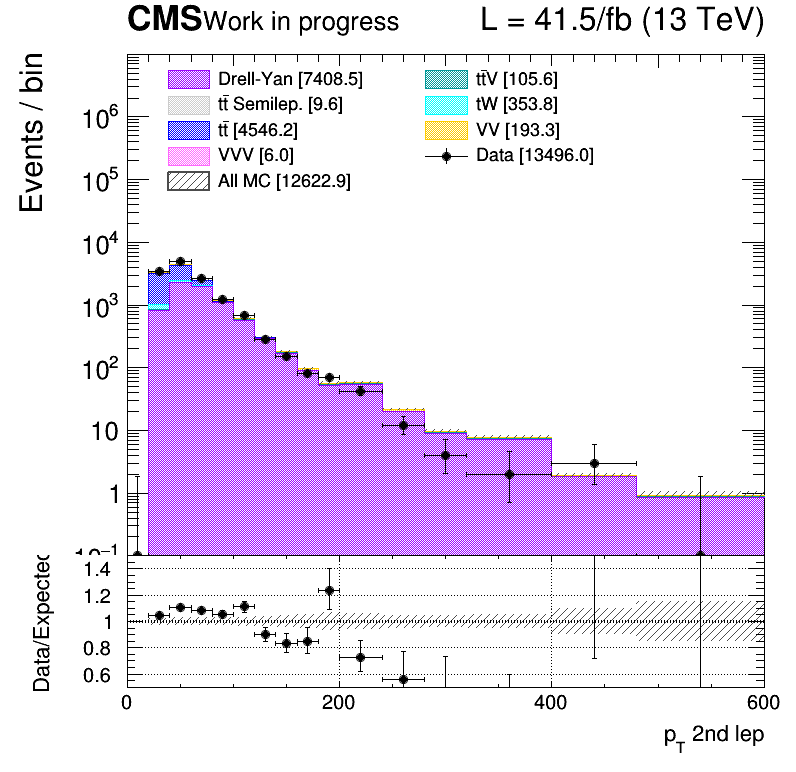 CMS Work in progress L = 41.5/fb (13 TeV)
Drell-Yan [7408.5] tt̄V [105.6]
tt̄ Semilep. [9.6] tW [353.8]
tt̄ [4546.2] VV [193.3]
VVV [6.0] Data [13496.0]
All MC [12622.9]
Events / bin
10⁶
10⁵
10⁴
10³
10²
10
1
10⁻¹
Data/Expected
1.4
1.2
1
0.8
0.6
0 200 400 600
p_T 2nd lep